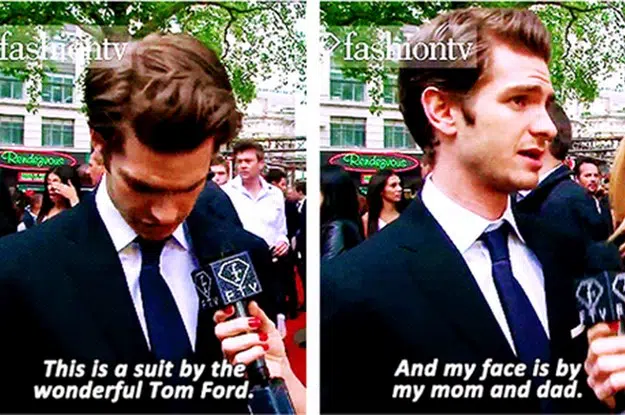 fashiontv
Rendezvous
FTV
This is a suit by the
wonderful Tom Ford.
fashiontv
Rendezvous
FTV
And my face is by
my mom and dad.